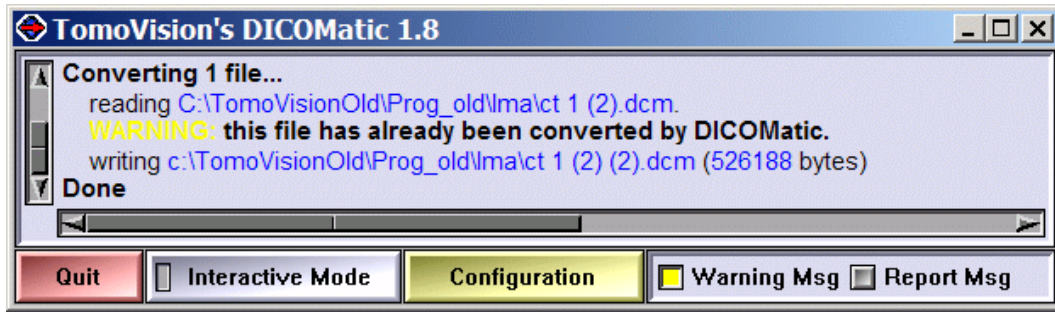 TomoVision's DICOMatic 1.8
Converting 1 file...
reading C:\TomoVisionOld\Prog_old\Ima\ct 1 (2).dcm.
WARNING: this file has already been converted by DICOMatic.
writing c:\TomoVisionOld\Prog_old\Ima\ct 1 (2) (2).dcm (526188 bytes)
Done
Quit Interactive Mode Configuration Warning Msg Report Msg